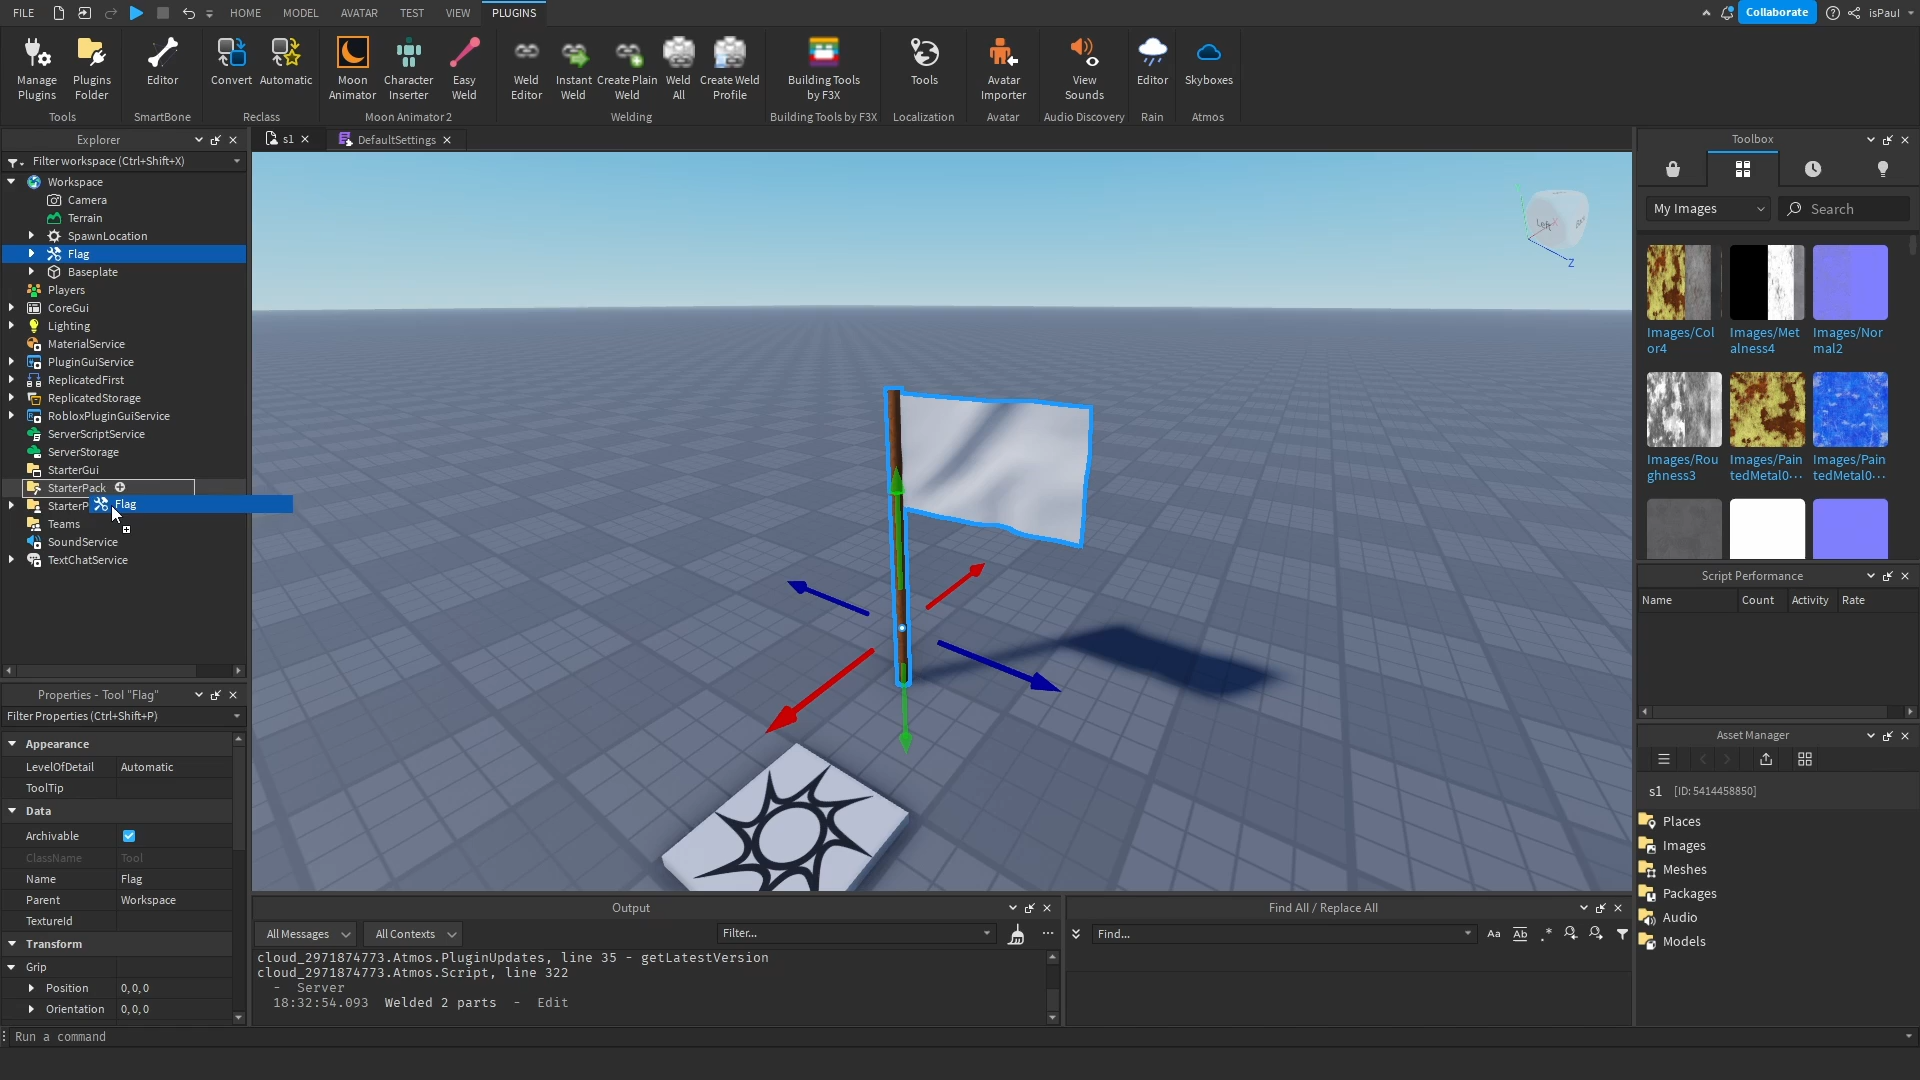 FILE
HOME
MODEL
AVATAR
TEST
VIEW
PLUGINS
Collaborate
isPaul
Manage Plugins
Plugins Folder
Editor
Convert
Automatic
Moon Animator
Character Inserter
Easy Weld
Weld Editor
Instant Weld
Create Plain Weld
Weld All
Create Weld Profile
Building Tools by F3X
Tools
Avatar Importer
View Sounds
Editor
Skyboxes
Tools
SmartBone
Reclass
Moon Animator 2
Welding
Building Tools by F3X
Localization
Avatar
Audio Discovery
Rain
Atmos
Explorer
Filter workspace (Ctrl+Shift+X)
Workspace
Camera
Terrain
SpawnLocation
Flag
Baseplate
Players
CoreGui
Lighting
MaterialService
PluginGuiService
ReplicatedFirst
ReplicatedStorage
RobloxPluginGuiService
ServerScriptService
ServerStorage
StarterGui
StarterPack
StarterP
Flag
Teams
SoundService
TextChatService
Properties - Tool "Flag"
Filter Properties (Ctrl+Shift+P)
Appearance
LevelOfDetail Automatic
ToolTip
Data
Archivable
ClassName Tool
Name Flag
Parent Workspace
TextureId
Transform
Grip
Position 0,0,0
Orientation 0,0,0
s1
DefaultSettings
Left
Z
Output
All Messages
All Contexts
Filter...
cloud_2971874773.Atmos.PluginUpdates, line 35 - getLatestVersion
cloud_2971874773.Atmos.Script, line 322
- Server
18:32:54.093 Welded 2 parts - Edit
Find All / Replace All
Find...
Aa
Ab
.*
Toolbox
My Images
Search
Images/Color4
Images/Metalness4
Images/Normal2
Images/Roughness3
Images/PaintedMetal0...
Images/PaintedMetal0...
Script Performance
Name Count Activity Rate
Asset Manager
s1 [ID: 5414458850]
Places
Images
Meshes
Packages
Audio
Models
Run a command